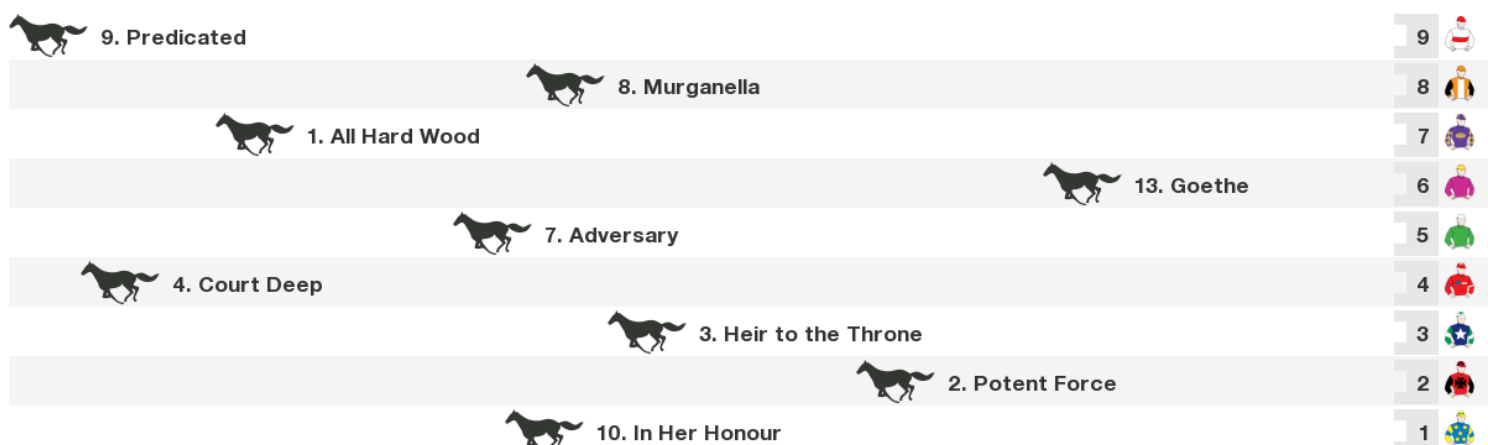 9. Predicated 9
8. Murganella 8
1. All Hard Wood 7
13. Goethe 6
7. Adversary 5
4. Court Deep 4
3. Heir to the Throne 3
2. Potent Force 2
10. In Her Honour 1